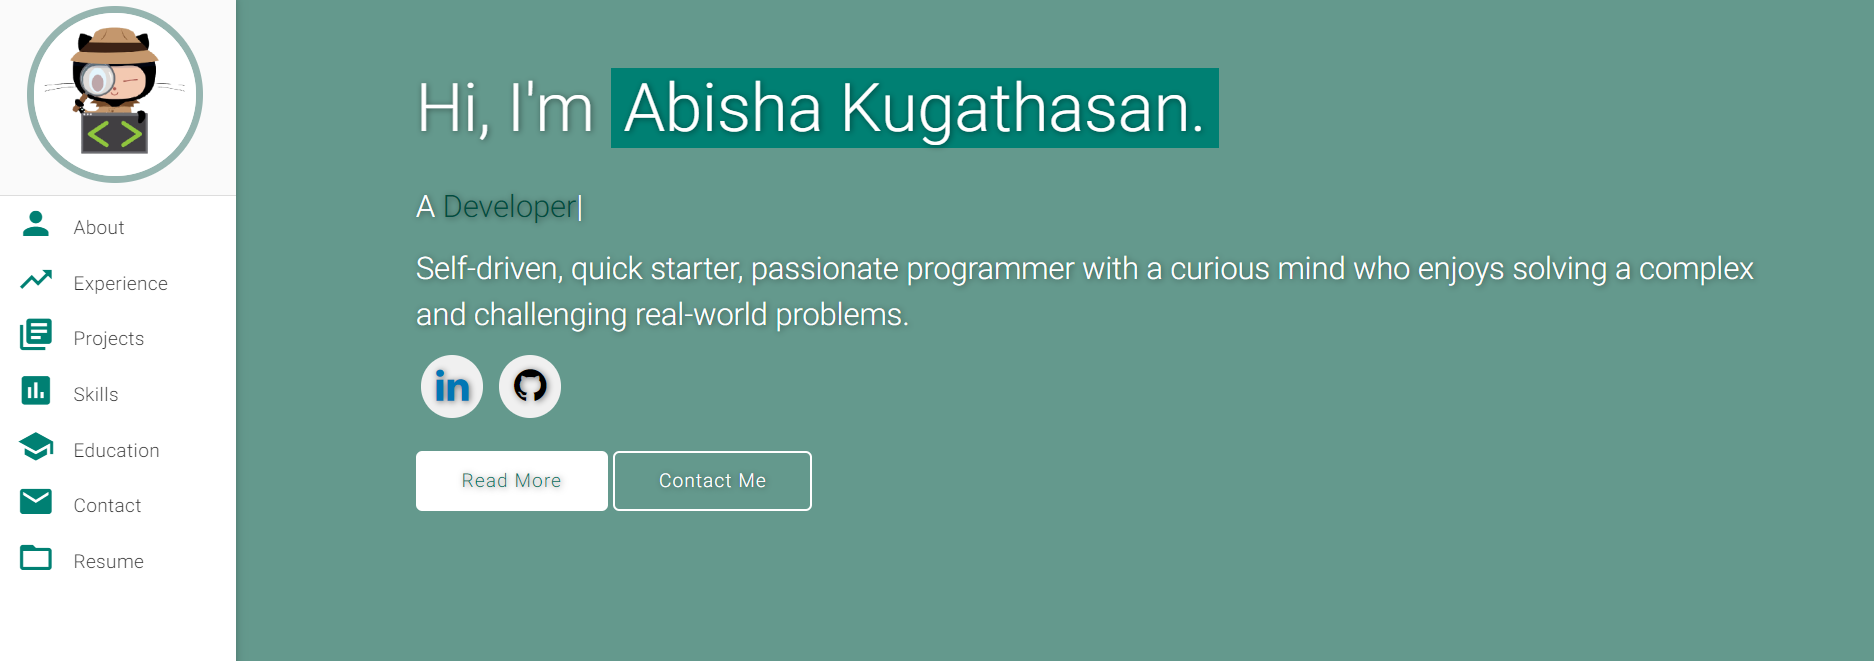 About
Experience
Projects
Skills
Education
Contact
Resume
Hi, I'm Abisha Kugathasan.
A Developer|
Self-driven, quick starter, passionate programmer with a curious mind who enjoys solving a complex
and challenging real-world problems.
in
Read More
Contact Me